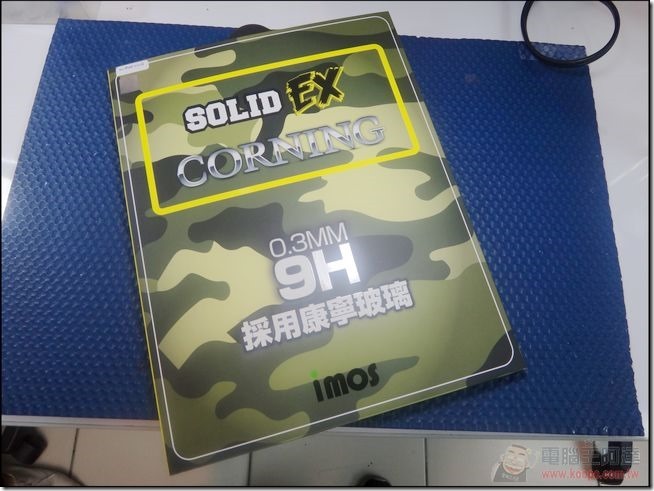 SOLID EX
CORNING
0.3MM
9H
採用康寧玻璃
imos
電腦王阿達
www.kocpc.com.tw